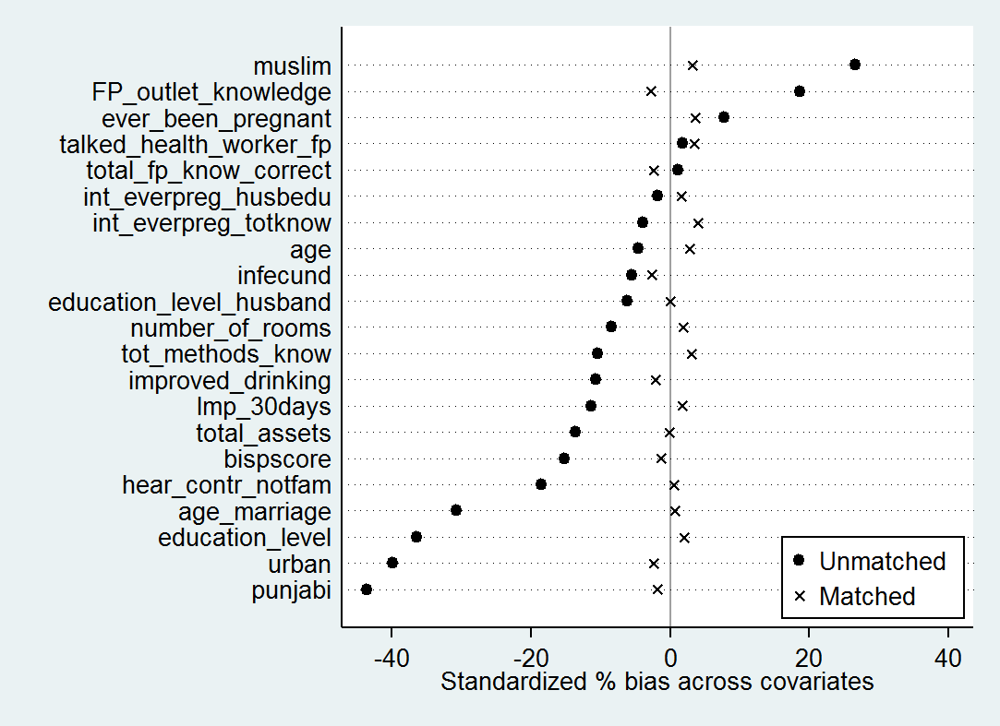 muslim
FP_outlet_knowledge
ever_been_pregnant
talked_health_worker_fp
total_fp_know_correct
int_everpreg_husbedu
int_everpreg_totknow
age
infecund
education_level_husband
number_of_rooms
tot_methods_know
improved_drinking
lmp_30days
total_assets
bispscore
hear_contr_notfam
age_marriage
education_level
urban
punjabi
Unmatched
Matched
-40 -20 0 20 40
Standardized % bias across covariates